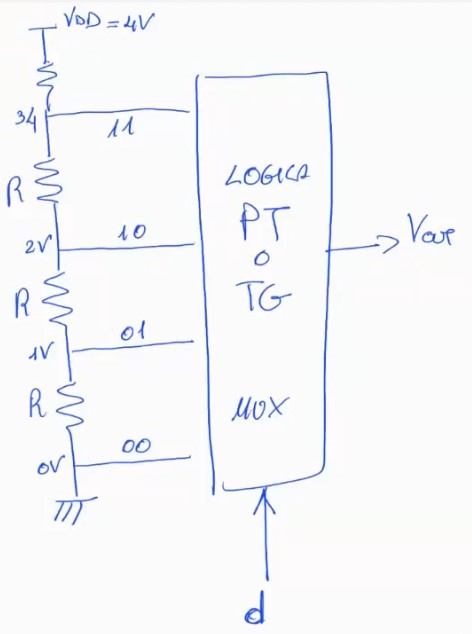 VDD = 4V
3V
11
R
LOGICA
PT
O
TG
2V
10
Vout
R
01
1V
R
MUX
00
0V
d